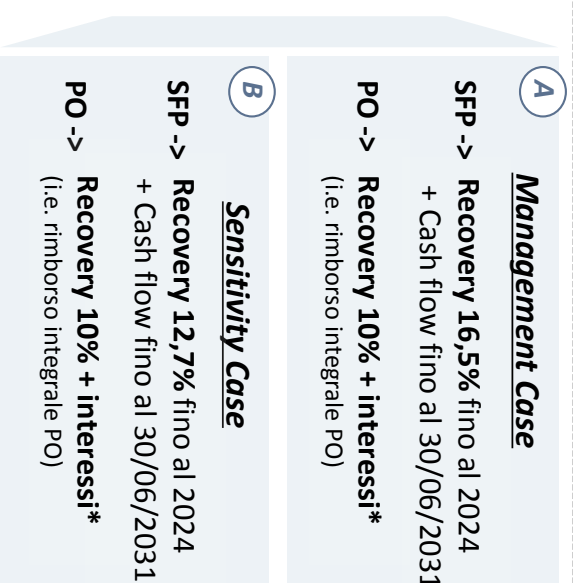 A
Management Case
SFP -> Recovery 16,5% fino al 2024
+ Cash flow fino al 30/06/2031
PO -> Recovery 10% + interessi*
(i.e. rimborso integrale PO)
B
Sensitivity Case
SFP -> Recovery 12,7% fino al 2024
+ Cash flow fino al 30/06/2031
PO -> Recovery 10% + interessi*
(i.e. rimborso integrale PO)